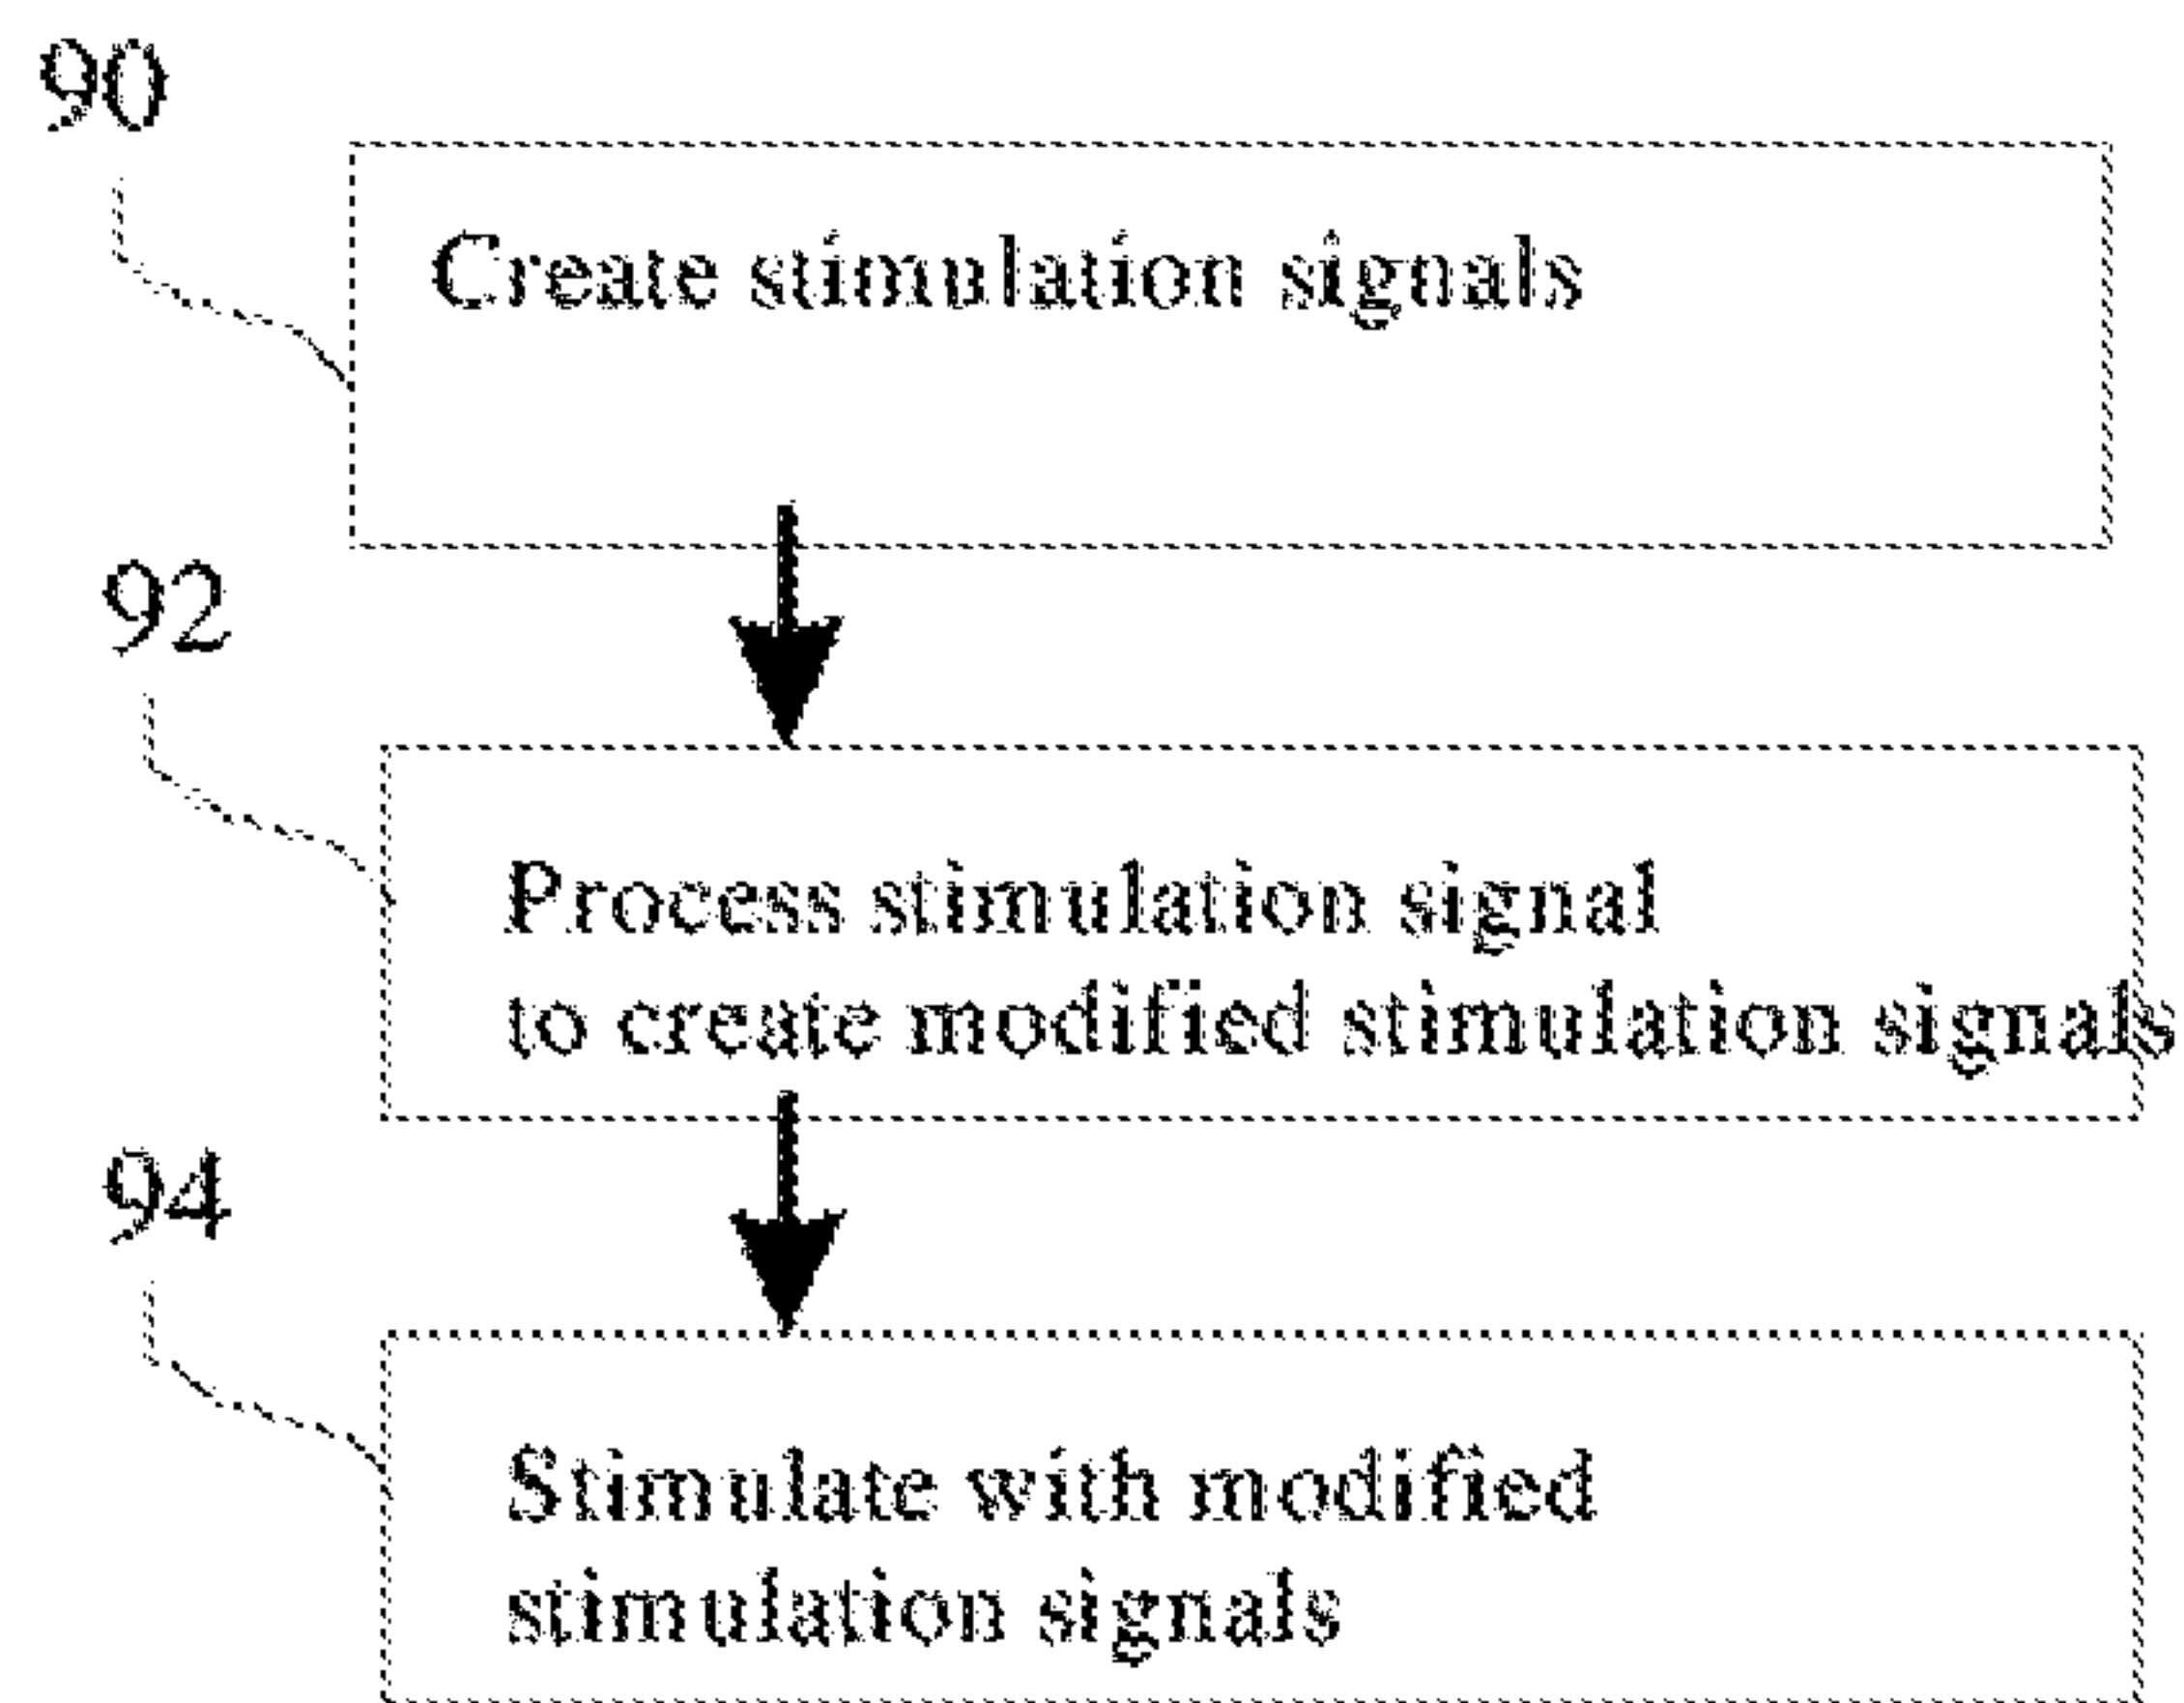 90
Create stimulation signals
92
Process stimulation signal
to create modified stimulation signals
94
Stimulate with modified
stimulation signals